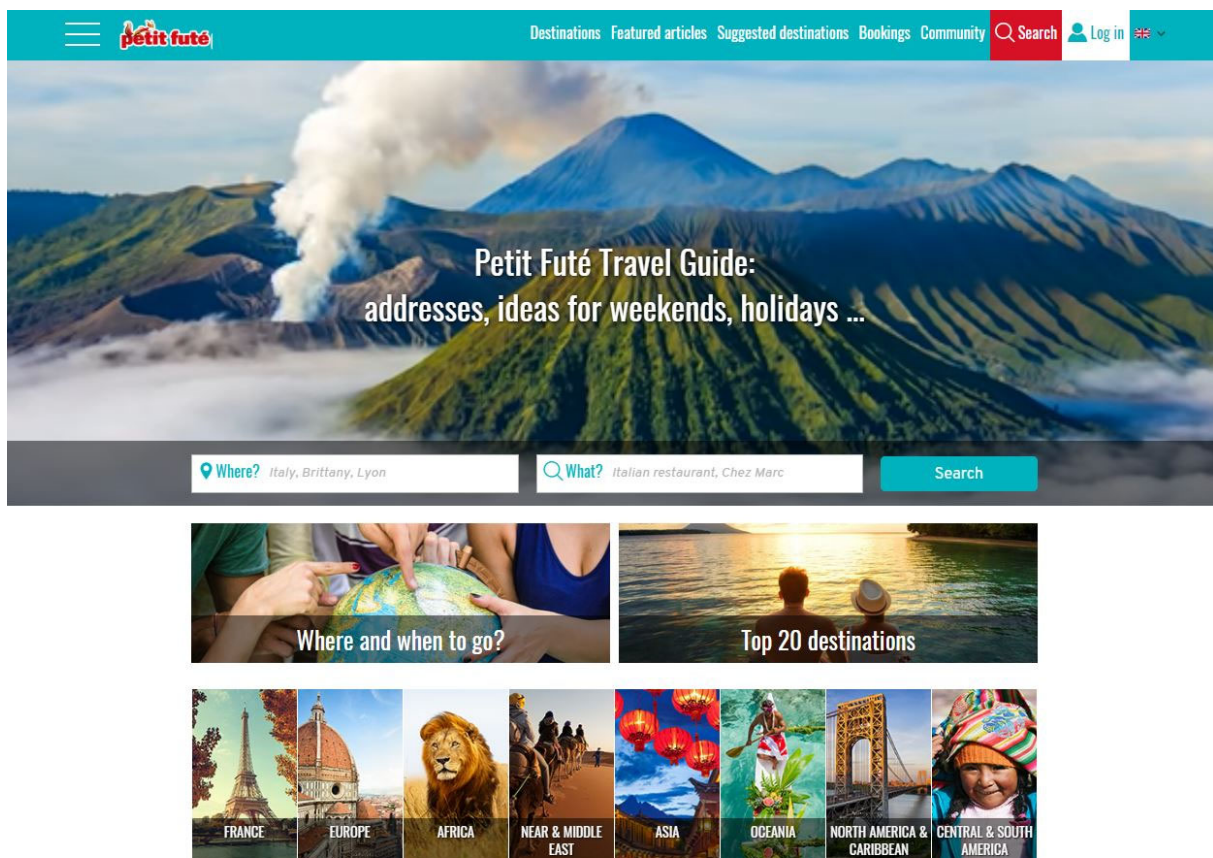 petit futé
Destinations Featured articles Suggested destinations Bookings Community Search Log in
Petit Futé Travel Guide:
addresses, ideas for weekends, holidays ...
Where? Italy, Brittany, Lyon
What? Italian restaurant, Chez Marc
Search
Where and when to go?
Top 20 destinations
FRANCE
EUROPE
AFRICA
NEAR & MIDDLE
EAST
ASIA
OCEANIA
NORTH AMERICA &
CARIBBEAN
CENTRAL & SOUTH
AMERICA